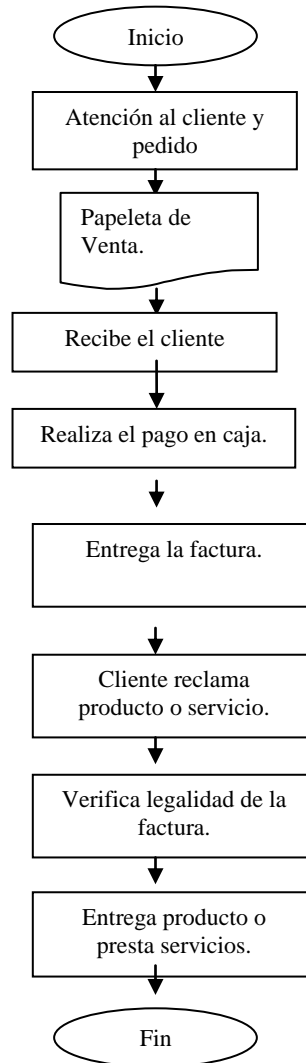 Inicio
Atención al cliente y
pedido
Papeleta de
Venta.
Recibe el cliente
Realiza el pago en caja.
Entrega la factura.
Cliente reclama
producto o servicio.
Verifica legalidad de la
factura.
Entrega producto o
presta servicios.
Fin